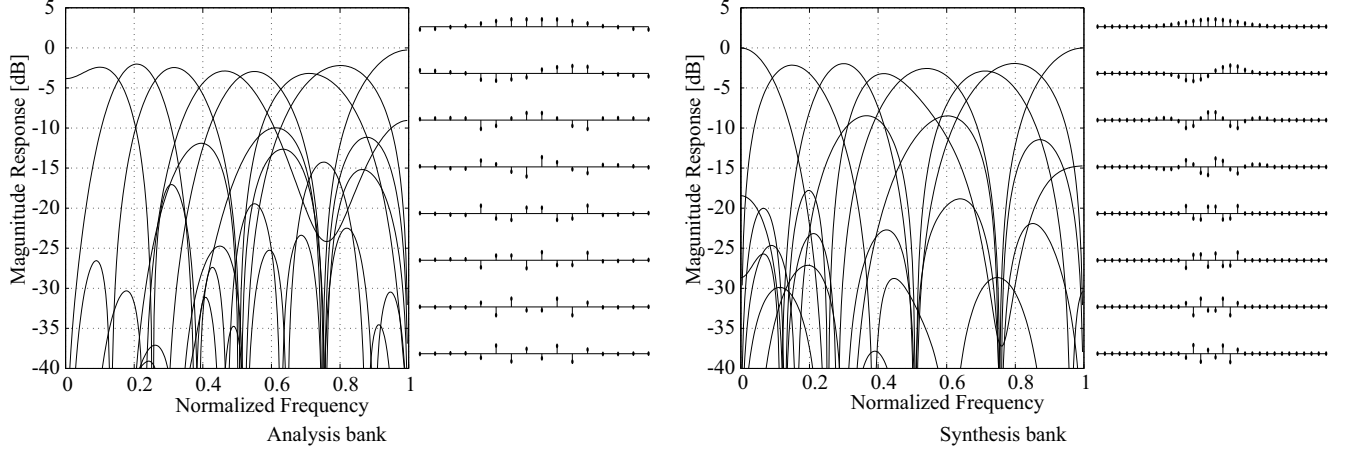 5
0
-5
-10
-15
-20
-25
-30
-35
-40
Magunitude Response [dB]
0 0.2 0.4 0.6 0.8 1
Normalized Frequency
Analysis bank
5
0
-5
-10
-15
-20
-25
-30
-35
-40
Magunitude Response [dB]
0 0.2 0.4 0.6 0.8 1
Normalized Frequency
Synthesis bank